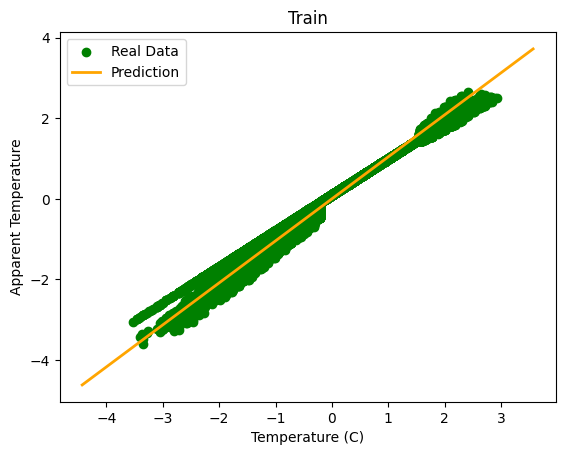 Train
Real Data
Prediction
Apparent Temperature
4
2
0
−2
−4
−4
−3
−2
−1
0
1
2
3
Temperature (C)